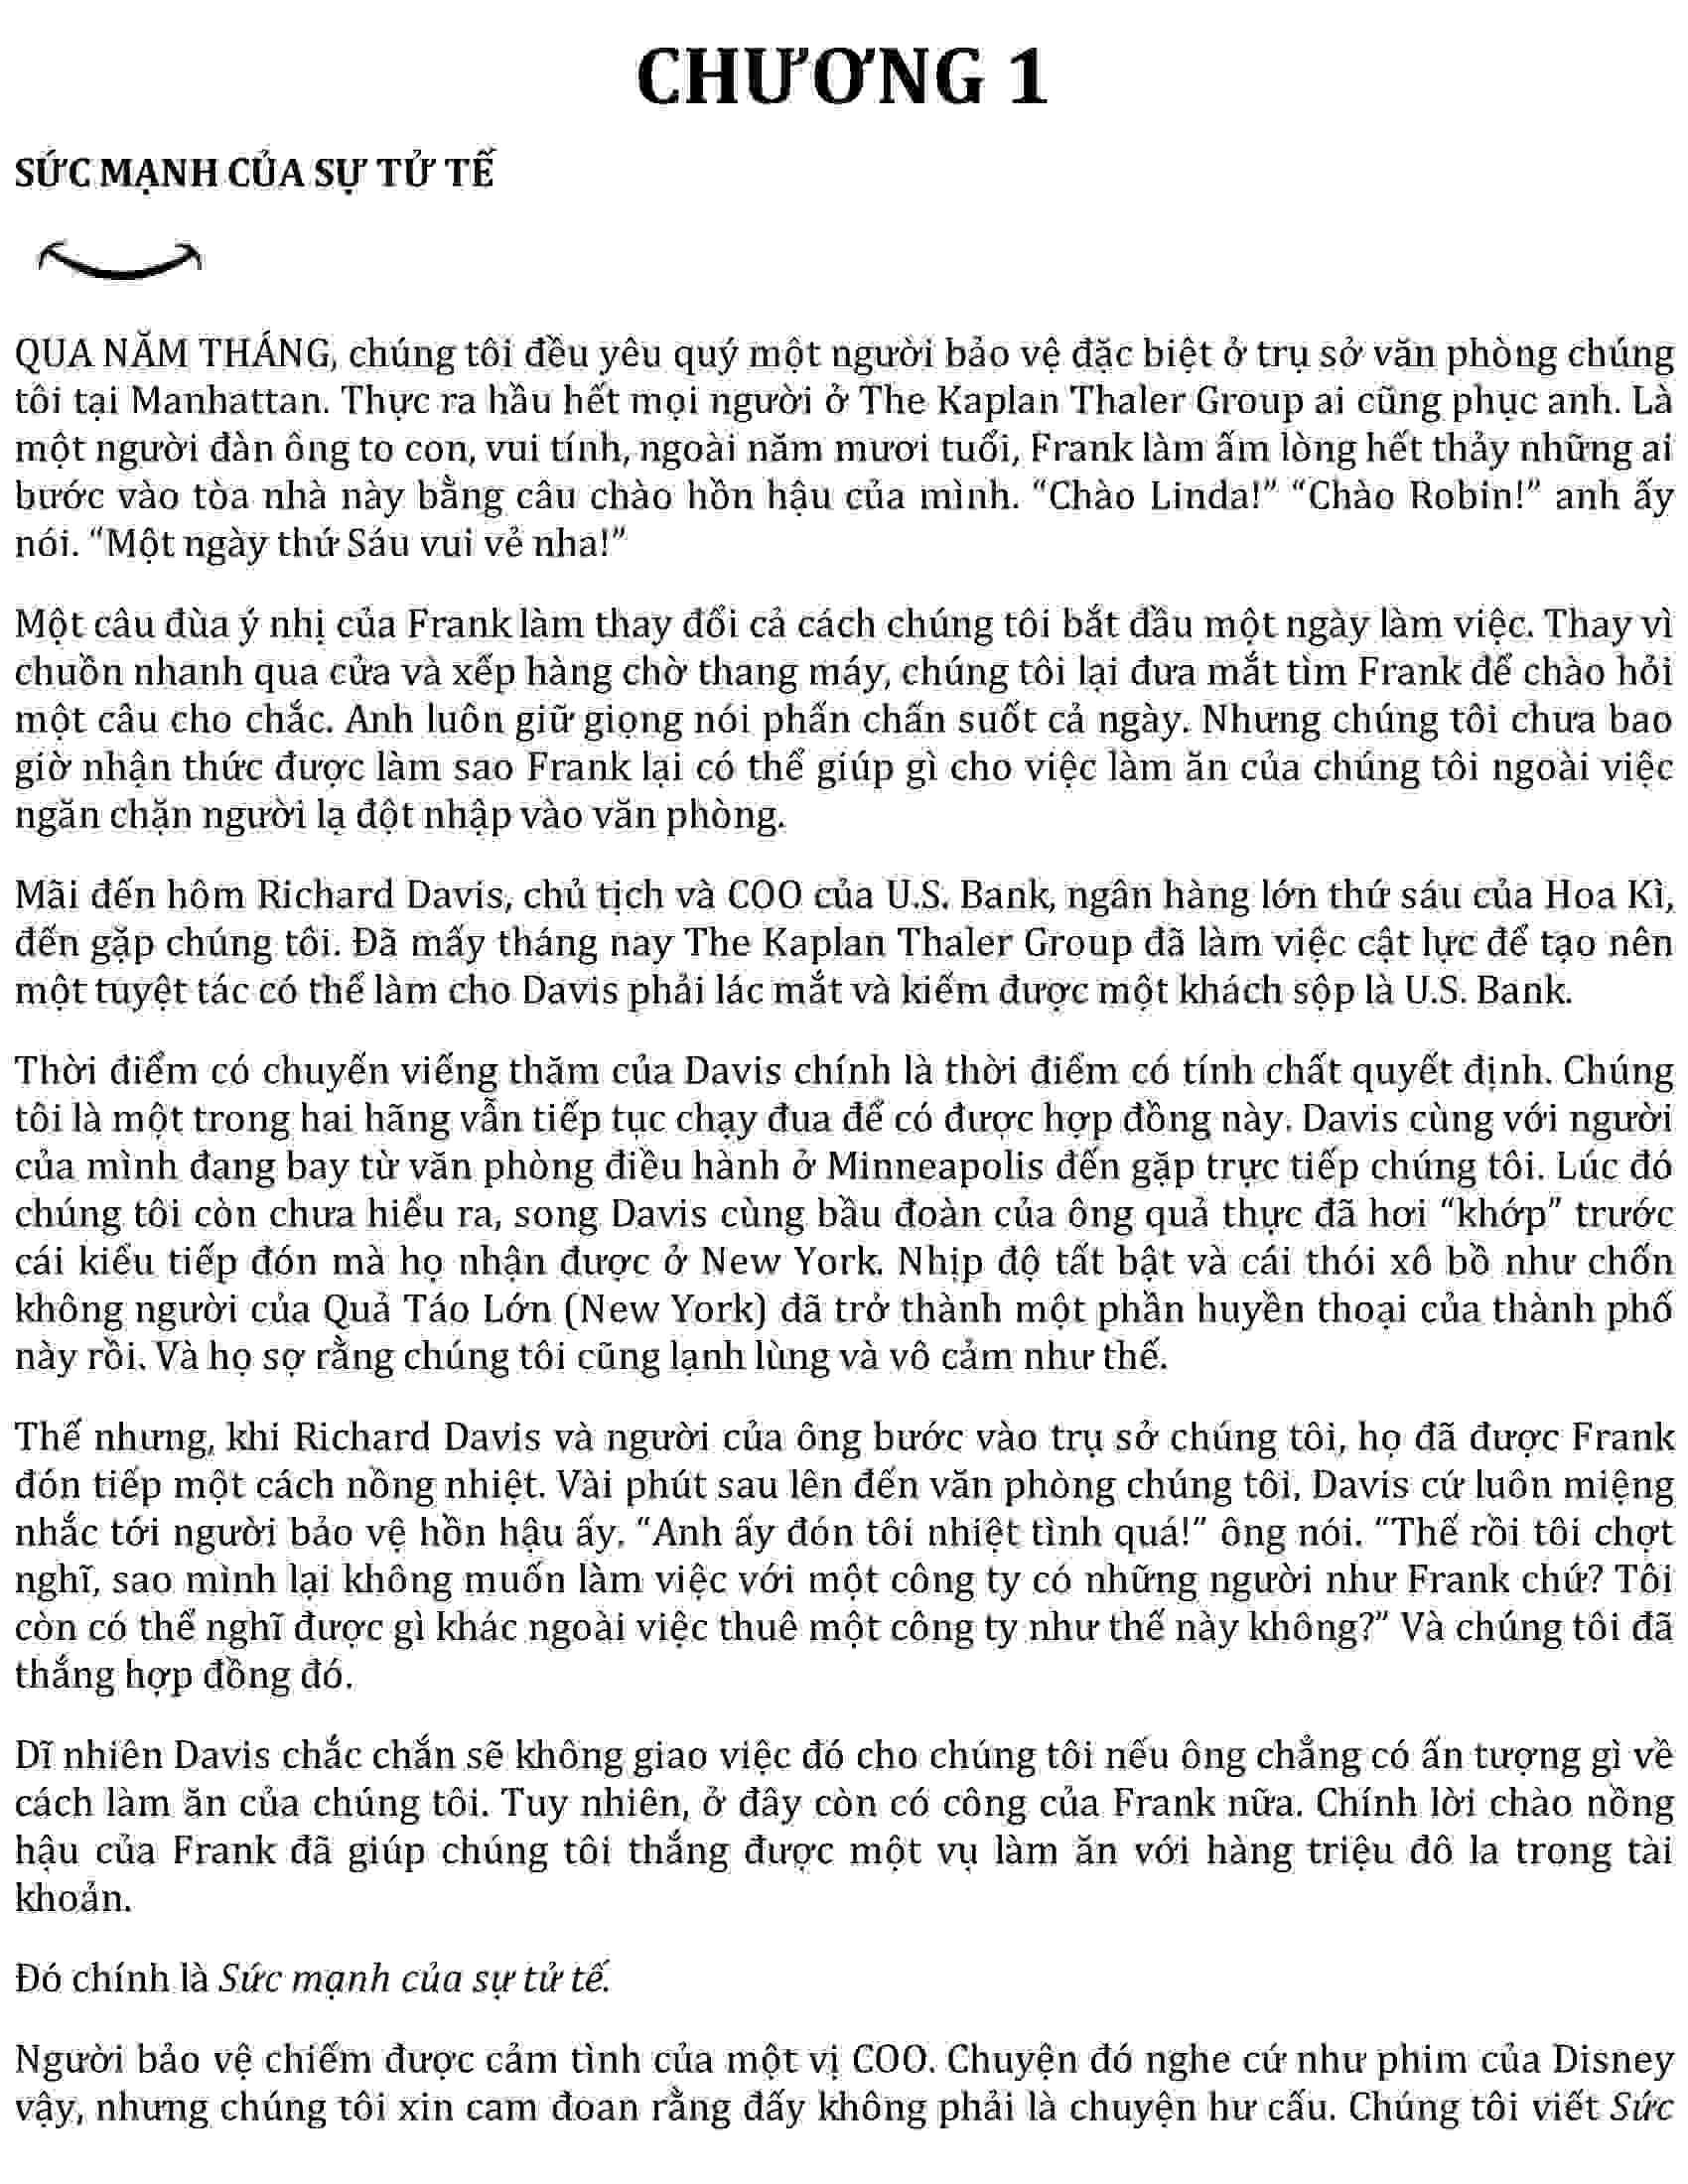 CHƯƠNG 1
SỨC MẠNH CỦA SỰ TỬ TẾ
QUA NĂM THÁNG, chúng tôi đều yêu quý một người bảo vệ đặc biệt ở trụ sở văn phòng chúng
tôi tại Manhattan. Thực ra hầu hết mọi người ở The Kaplan Thaler Group ai cũng phục anh. Là
một người đàn ông to con, vui tính, ngoài năm mươi tuổi, Frank làm ấm lòng hết thảy những ai
bước vào tòa nhà này bằng câu chào hồn hậu của mình. “Chào Linda!” “Chào Robin!” anh ấy
nói. “Một ngày thứ Sáu vui vẻ nha!”
Một câu đùa ý nhị của Frank làm thay đổi cả cách chúng tôi bắt đầu một ngày làm việc. Thay vì
chuồn nhanh qua cửa và xếp hàng chờ thang máy, chúng tôi lại đưa mắt tìm Frank để chào hỏi
một câu cho chắc. Anh luôn giữ giọng nói phấn chấn suốt cả ngày. Nhưng chúng tôi chưa bao
giờ nhận thức được làm sao Frank lại có thể giúp gì cho việc làm ăn của chúng tôi ngoài việc
ngăn chặn người lạ đột nhập vào văn phòng.
Mãi đến hôm Richard Davis, chủ tịch và COO của U.S. Bank, ngân hàng lớn thứ sáu của Hoa Kì,
đến gặp chúng tôi. Đã mấy tháng nay The Kaplan Thaler Group đã làm việc cật lực để tạo nên
một tuyệt tác có thể làm cho Davis phải lác mắt và kiếm được một khách sộp là U.S. Bank.
Thời điểm có chuyến viếng thăm của Davis chính là thời điểm có tính chất quyết định. Chúng
tôi là một trong hai hãng vẫn tiếp tục chạy đua để có được hợp đồng này. Davis cùng với người
của mình đang bay từ văn phòng điều hành ở Minneapolis đến gặp trực tiếp chúng tôi. Lúc đó
chúng tôi còn chưa hiểu ra, song Davis cùng bầu đoàn của ông quả thực đã hơi “khớp” trước
cái kiểu tiếp đón mà họ nhận được ở New York. Nhịp độ tất bật và cái thói xô bồ như chốn
không người của Quả Táo Lớn (New York) đã trở thành một phần huyền thoại của thành phố
này rồi. Và họ sợ rằng chúng tôi cũng lạnh lùng và vô cảm như thế.
Thế nhưng, khi Richard Davis và người của ông bước vào trụ sở chúng tôi, họ đã được Frank
đón tiếp một cách nồng nhiệt. Vài phút sau lên đến văn phòng chúng tôi, Davis cứ luôn miệng
nhắc tới người bảo vệ hồn hậu ấy. “Anh ấy đón tôi nhiệt tình quá!” ông nói. “Thế rồi tôi chợt
nghĩ, sao mình lại không muốn làm việc với một công ty có những người như Frank chứ? Tôi
còn có thể nghĩ được gì khác ngoài việc thuê một công ty như thế này không?” Và chúng tôi đã
thắng hợp đồng đó.
Dĩ nhiên Davis chắc chắn sẽ không giao việc đó cho chúng tôi nếu ông chẳng có ấn tượng gì về
cách làm ăn của chúng tôi. Tuy nhiên, ở đây còn có công của Frank nữa. Chính lời chào nồng
hậu của Frank đã giúp chúng tôi thắng được một vụ làm ăn với hàng triệu đô la trong tài
khoản.
Đó chính là Sức mạnh của sự tử tế.
Người bảo vệ chiếm được cảm tình của một vị COO. Chuyện đó nghe cứ như phim của Disney
vậy, nhưng chúng tôi xin cam đoan rằng đấy không phải là chuyện hư cấu. Chúng tôi viết Sức